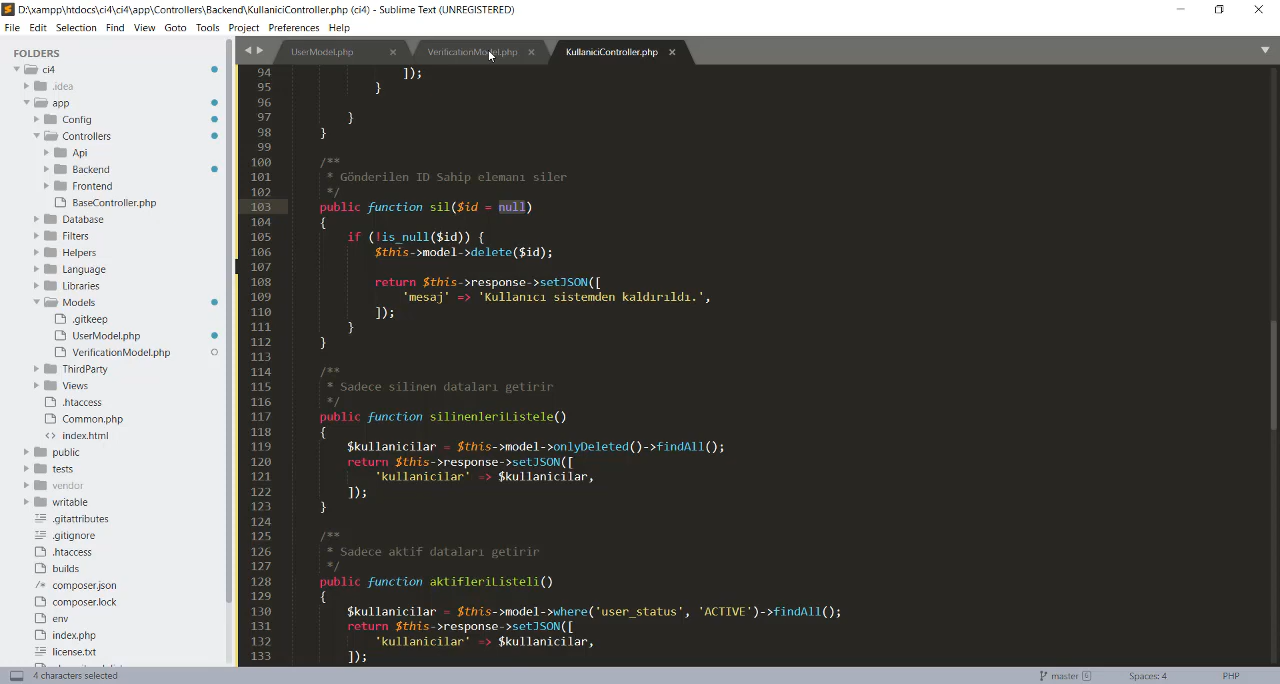 D:\xampp\htdocs\ci4\ci4\app\Controllers\Backend\KullaniciController.php (ci4) - Sublime Text (UNREGISTERED)
File Edit Selection Find View Goto Tools Project Preferences Help
FOLDERS
ci4
.idea
app
Config
Controllers
Api
Backend
Frontend
BaseController.php
Database
Filters
Helpers
Language
Libraries
Models
.gitkeep
UserModel.php
VerificationModel.php
ThirdParty
Views
.htaccess
Common.php
<> index.html
public
tests
vendor
writable
.gitattributes
.gitignore
.htaccess
builds
/* composer.json
composer.lock
env
index.php
license.txt
UserModel.php × VerificationModel.php × KullaniciController.php ×
94 ]);
95 }
96
97 }
98 }
99
100 /**
101 * Gönderilen ID Sahip elemanı siler
102 */
103 public function sil($id = null)
104 {
105 if (!is_null($id)) {
106 $this->model->delete($id);
107
108 return $this->response->setJSON([
109 'mesaj' => 'Kullanıcı sistemden kaldırıldı.',
110 ]);
111 }
112 }
113
114 /**
115 * Sadece silinen dataları getirir
116 */
117 public function silinenleriListele()
118 {
119 $kullanicilar = $this->model->onlyDeleted()->findAll();
120 return $this->response->setJSON([
121 'kullanicilar' => $kullanicilar,
122 ]);
123 }
124
125 /**
126 * Sadece aktif dataları getirir
127 */
128 public function aktifleriListeli()
129 {
130 $kullanicilar = $this->model->where('user_status', 'ACTIVE')->findAll();
131 return $this->response->setJSON([
132 'kullanicilar' => $kullanicilar,
133 ]);
4 characters selected master 6 Spaces: 4 PHP